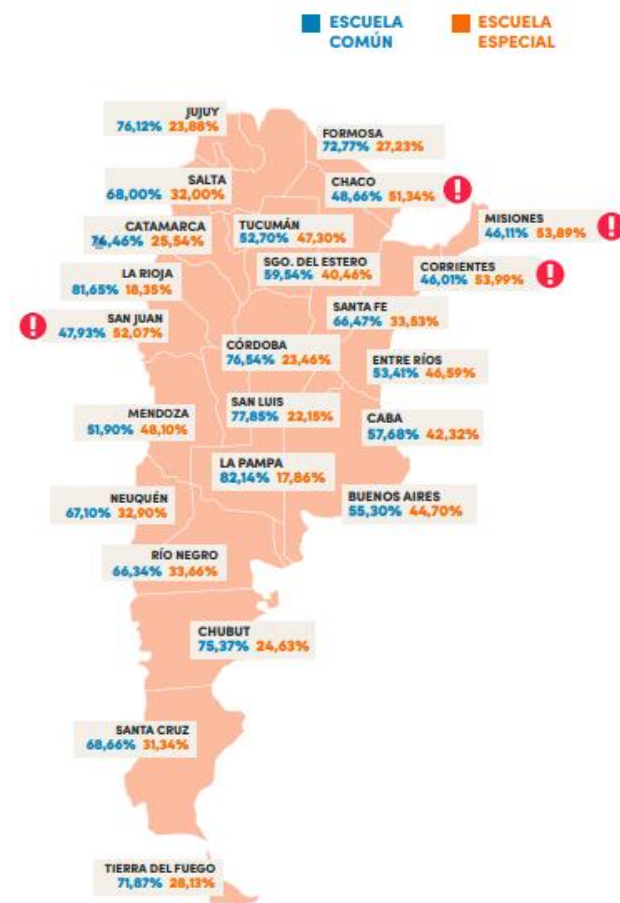 ESCUELA
COMÚN
ESCUELA
ESPECIAL
JUJUY
76,12% 23,88%
FORMOSA
72,77% 27,23%
SALTA
68,00% 32,00%
CHACO
48,66% 51,34%
!
MISIONES
46,11% 53,89%
!
CATAMARCA
74,46% 25,54%
TUCUMÁN
52,70% 47,30%
SGO. DEL ESTERO
59,54% 40,46%
CORRIENTES
46,01% 53,99%
!
LA RIOJA
81,65% 18,35%
SANTA FE
66,47% 33,53%
!
SAN JUAN
47,93% 52,07%
CÓRDOBA
76,54% 23,46%
ENTRE RÍOS
53,41% 46,59%
SAN LUIS
77,85% 22,15%
MENDOZA
51,90% 48,10%
CABA
57,68% 42,32%
LA PAMPA
82,14% 17,86%
NEUQUÉN
67,10% 32,90%
BUENOS AIRES
55,30% 44,70%
RÍO NEGRO
66,34% 33,66%
CHUBUT
75,37% 24,63%
SANTA CRUZ
68,66% 31,34%
TIERRA DEL FUEGO
71,87% 28,13%